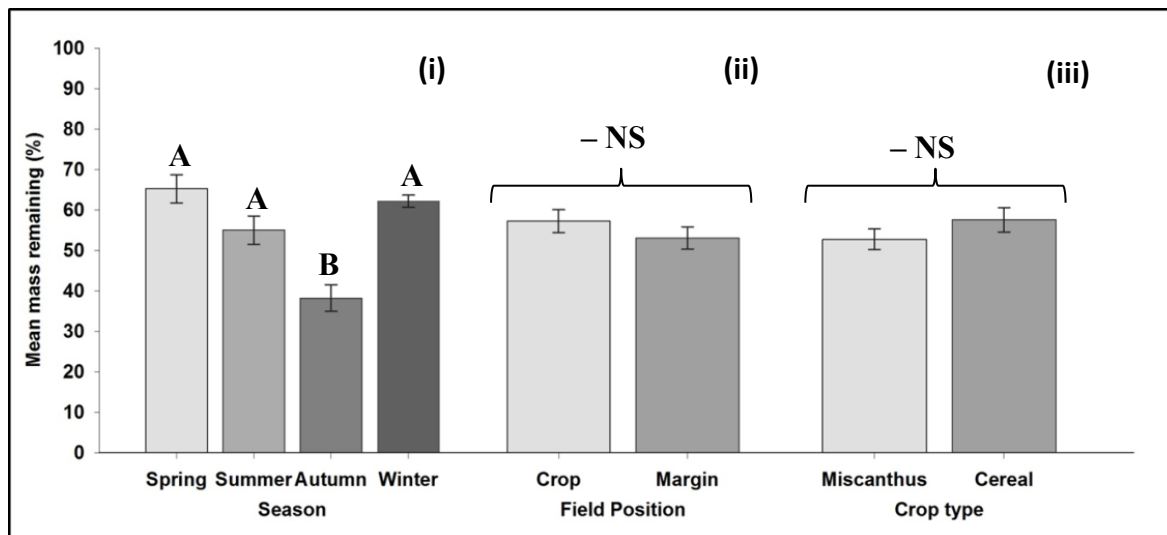 Mean mass remaining (%)
100
90
80
70
60
50
40
30
20
10
0
(i)
(ii)
(iii)
A
A
B
A
– NS
– NS
Spring Summer Autumn Winter
Season
Crop Margin
Field Position
Miscanthus Cereal
Crop type